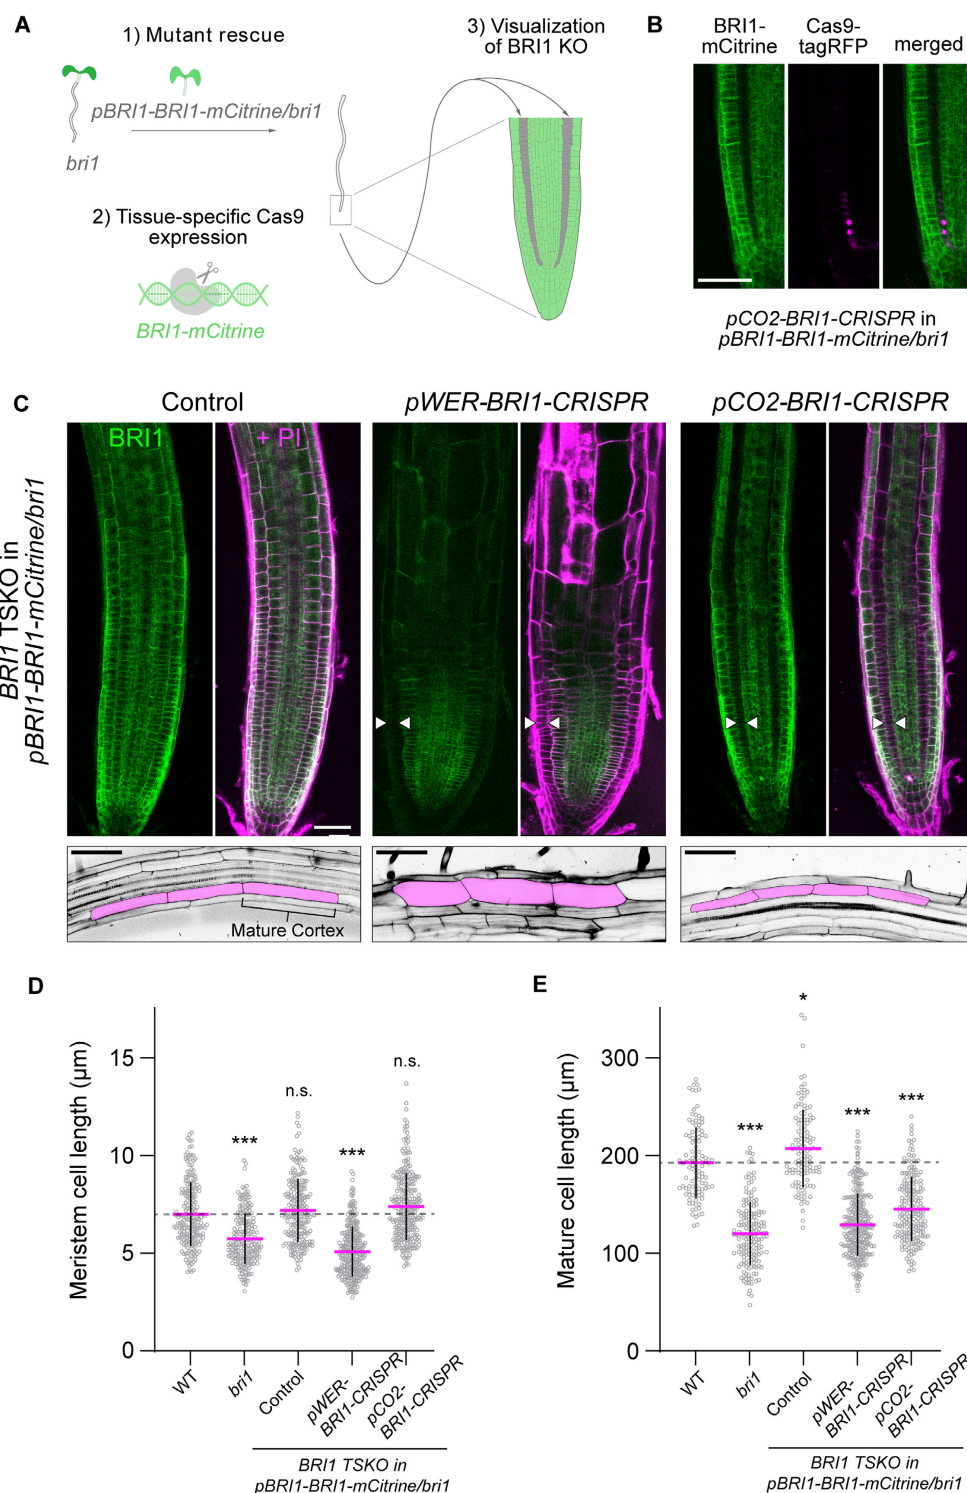 A
1) Mutant rescue
pBRI1-BRI1-mCitrine/bri1
bri1
2) Tissue-specific Cas9
expression
BRI1-mCitrine
3) Visualization
of BRI1 KO
B
BRI1-
mCitrine
Cas9-
tagRFP
merged
pCO2-BRI1-CRISPR in
pBRI1-BRI1-mCitrine/bri1
C
Control
pWER-BRI1-CRISPR
pCO2-BRI1-CRISPR
BRI1 TSKO in
pBRI1-BRI1-mCitrine/bri1
BRI1
+ PI
Mature Cortex
D
Meristem cell length (µm)
15
10
5
0
***
n.s.
***
n.s.
WT
bri1
Control
pWER-
BRI1-CRISPR
pCO2-
BRI1-CRISPR
BRI1 TSKO in
pBRI1-BRI1-mCitrine/bri1
E
Mature cell length (µm)
300
200
100
0
***
*
***
***
WT
bri1
Control
pWER-
BRI1-CRISPR
pCO2-
BRI1-CRISPR
BRI1 TSKO in
pBRI1-BRI1-mCitrine/bri1